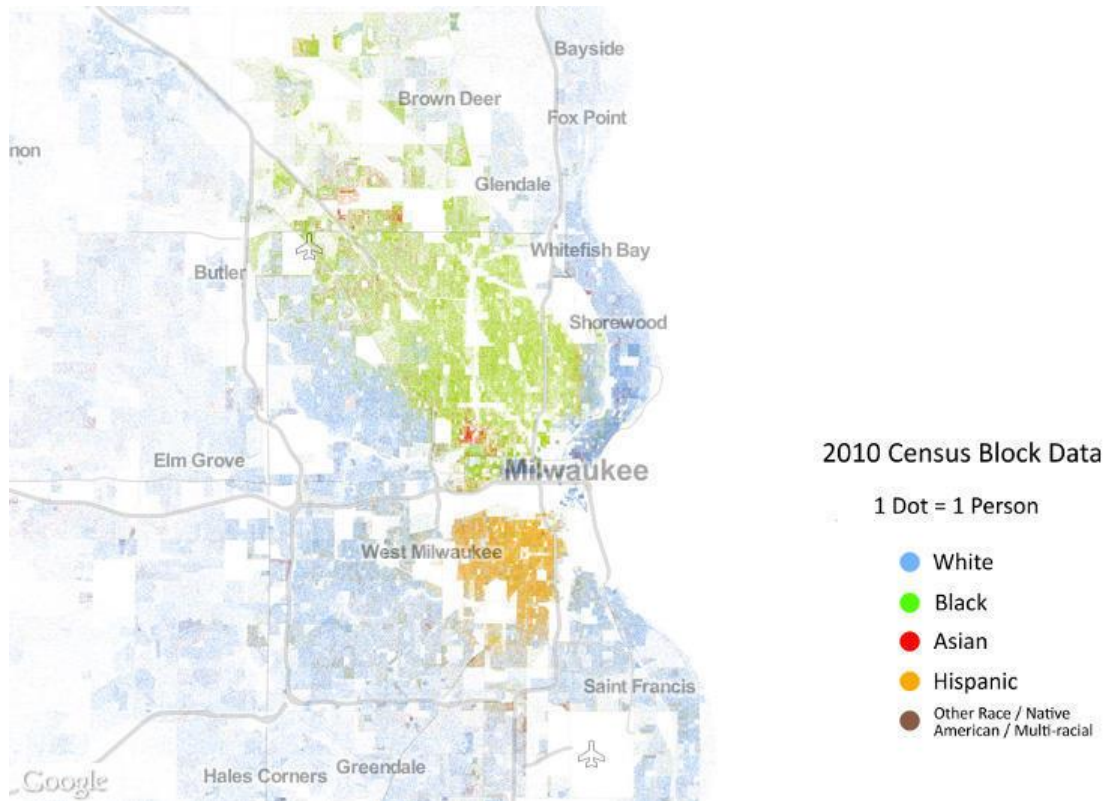 Bayside
Brown Deer
Fox Point
non
Glendale
Whitefish Bay
Butler
Shorewood
Elm Grove
Milwaukee
West Milwaukee
Saint Francis
Hales Corners
Greendale
Google
2010 Census Block Data
1 Dot = 1 Person
White
Black
Asian
Hispanic
Other Race / Native
American / Multi-racial